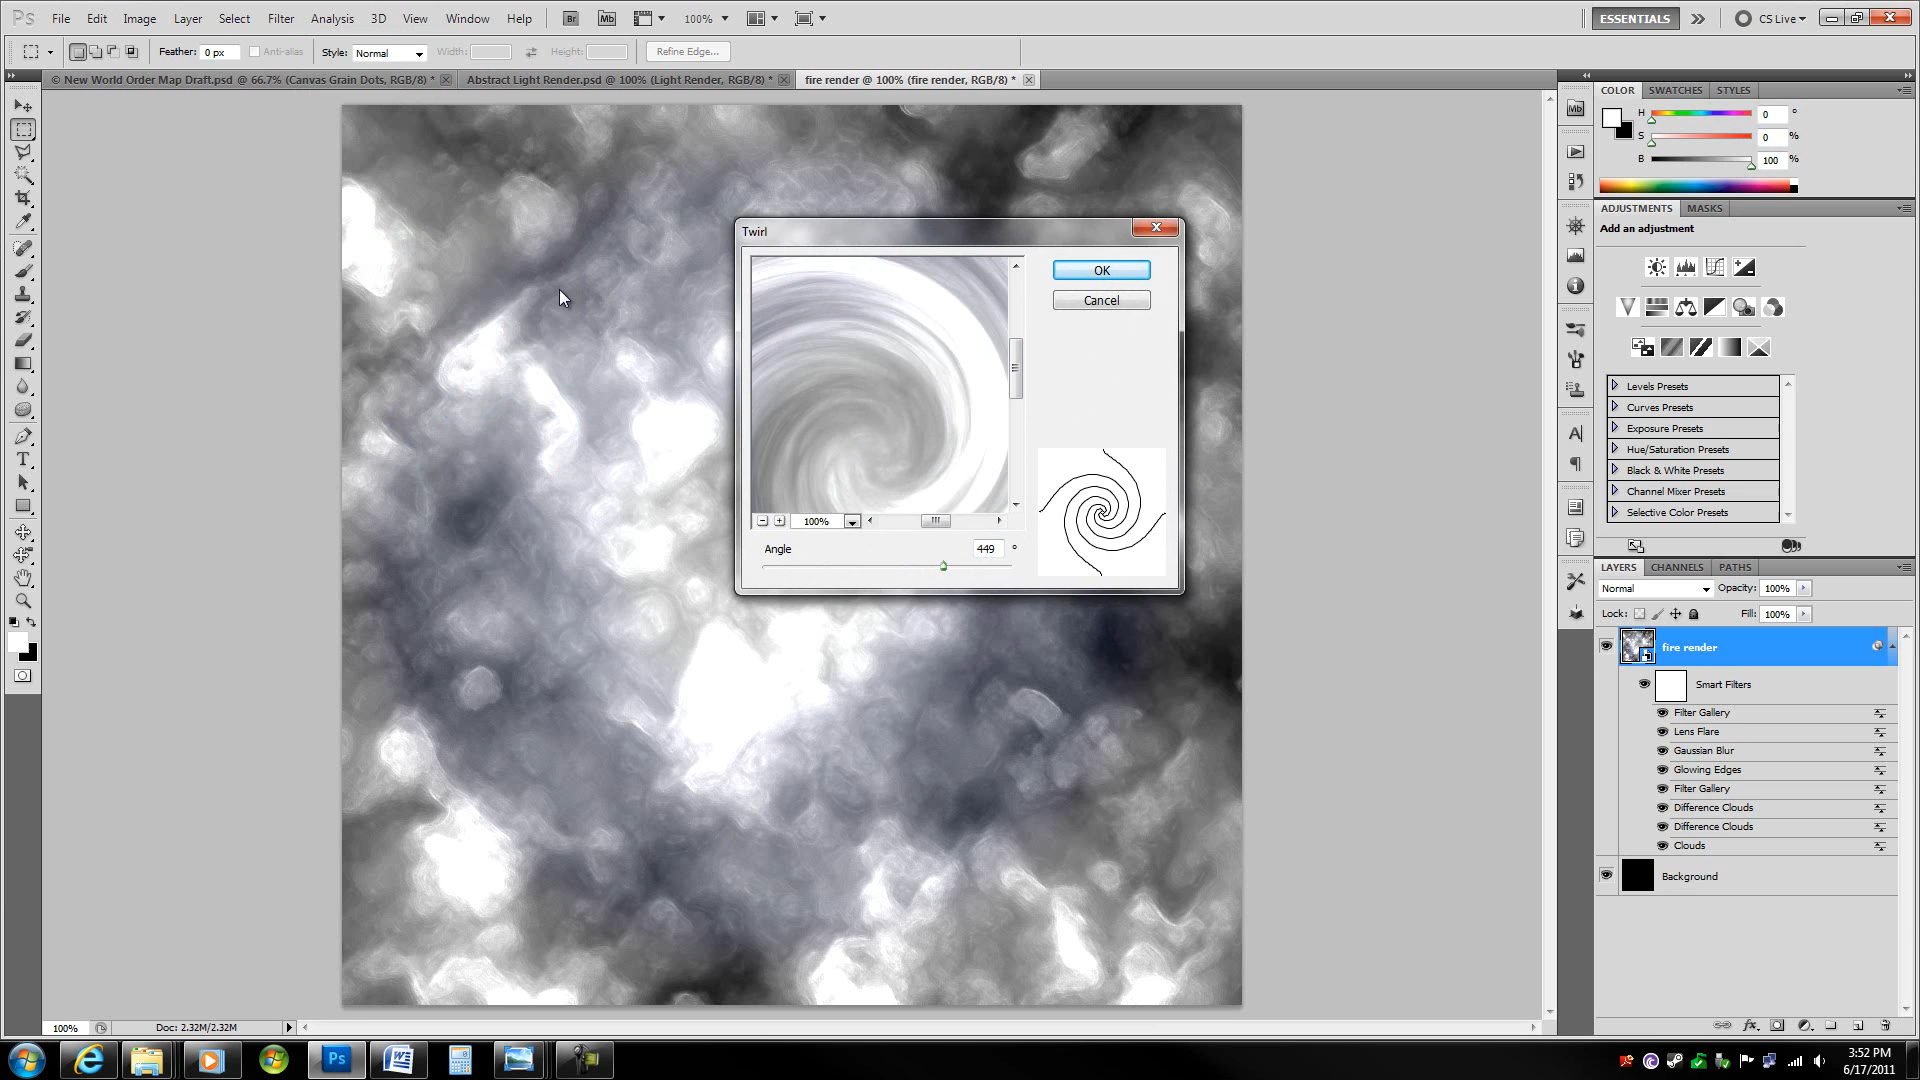 Ps File Edit Image Layer Select Filter Analysis 3D View Window Help Br Mb 100% ESSENTIALS CS Live
Feather: 0 px Anti-alias Style: Normal Width: Height: Refine Edge...
© New World Order Map Draft.psd @ 66.7% (Canvas Grain Dots, RGB/8) * Abstract Light Render.psd @ 100% (Light Render, RGB/8) * fire render @ 100% (fire render, RGB/8) *
COLOR SWATCHES STYLES
H 0 °
S 0 %
B 100 %
ADJUSTMENTS MASKS
Add an adjustment
Levels Presets
Curves Presets
Exposure Presets
Hue/Saturation Presets
Black & White Presets
Channel Mixer Presets
Selective Color Presets
LAYERS CHANNELS PATHS
Normal Opacity: 100%
Lock: Fill: 100%
fire render
Smart Filters
Filter Gallery
Lens Flare
Gaussian Blur
Glowing Edges
Filter Gallery
Difference Clouds
Difference Clouds
Clouds
Background
Twirl
OK
Cancel
100%
Angle 449 °
100% Doc: 2.32M/2.32M
Ps W
3:52 PM
6/17/2011